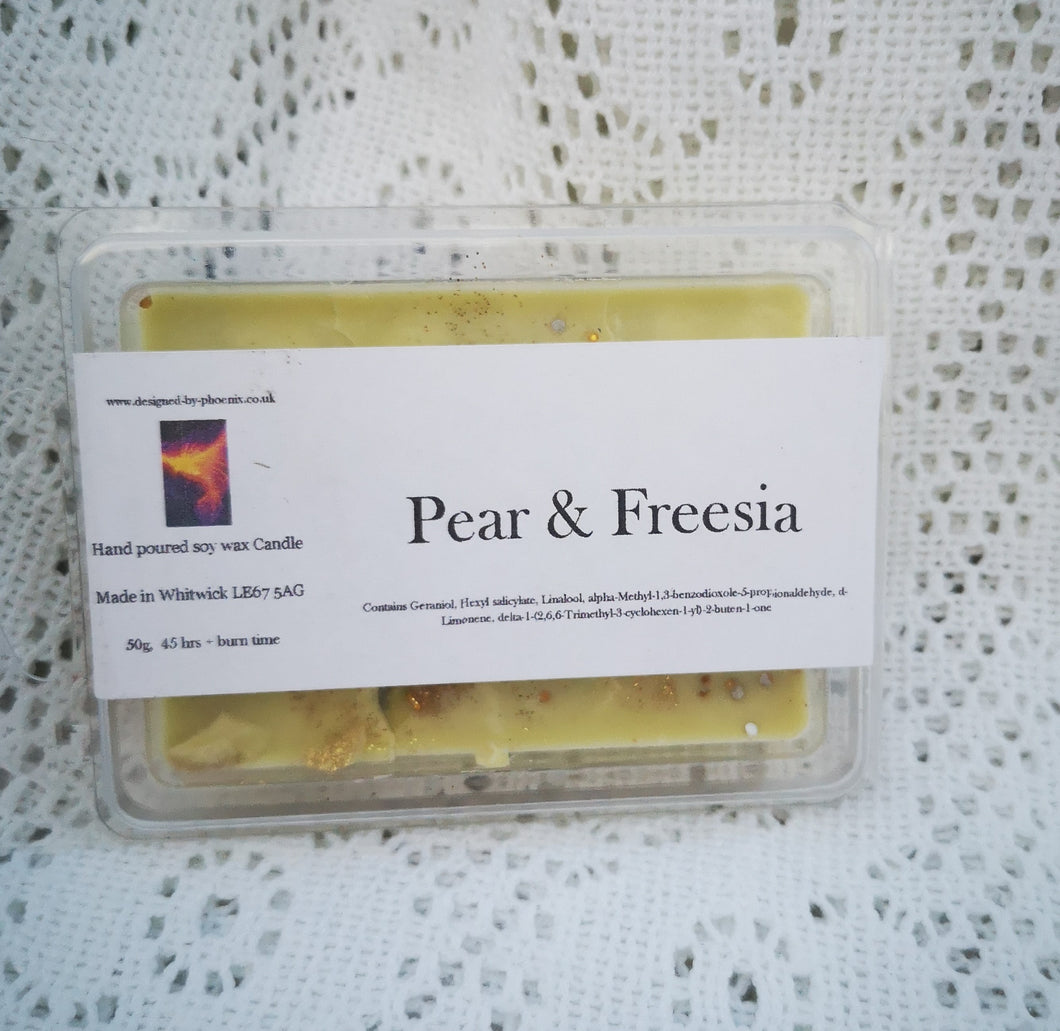 www.designed-by-phoenix.co.uk
Hand poured soy wax Candle
Made in Whitwick LE67 5AG
50g, 45 hrs + burn time
Pear & Freesia
Contains Geraniol, Hexyl salicylate, Linalool, alpha-Methyl-1,3-benzodioxole-5-propionaldehyde, d-
Limonene, delta-1-(2,6,6-Trimethyl-3-cyclohexen-1-yl)-2-buten-1-one